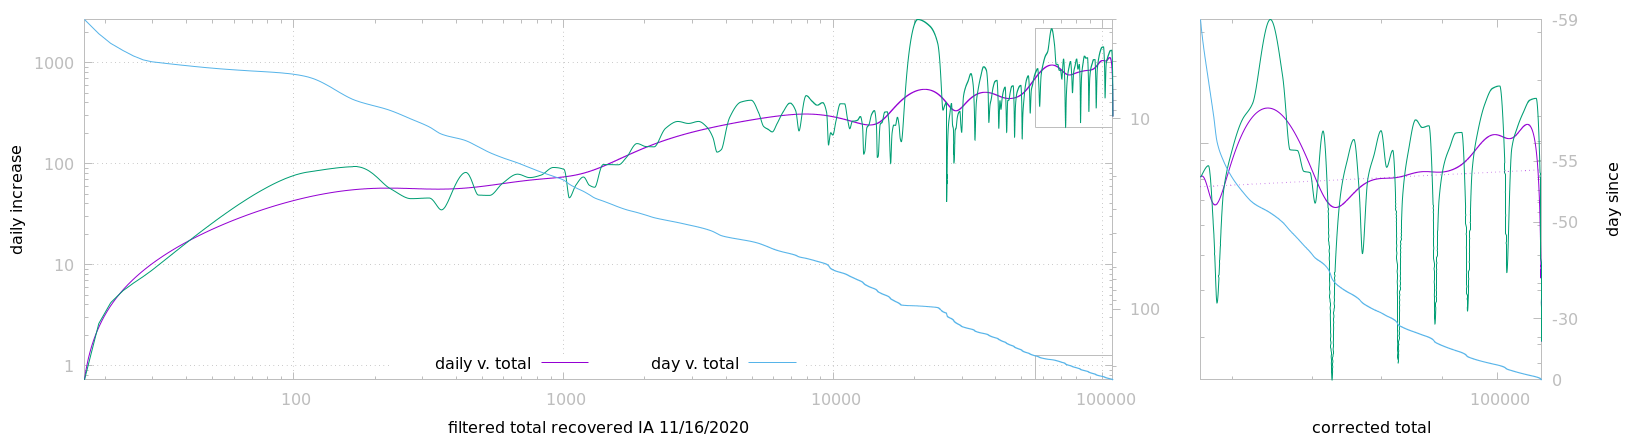 daily increase
1000
100
10
1
daily v. total
day v. total
10
100
100
1000
10000
100000
filtered total recovered IA 11/16/2020
-59
-55
-50
-30
0
day since
100000
corrected total